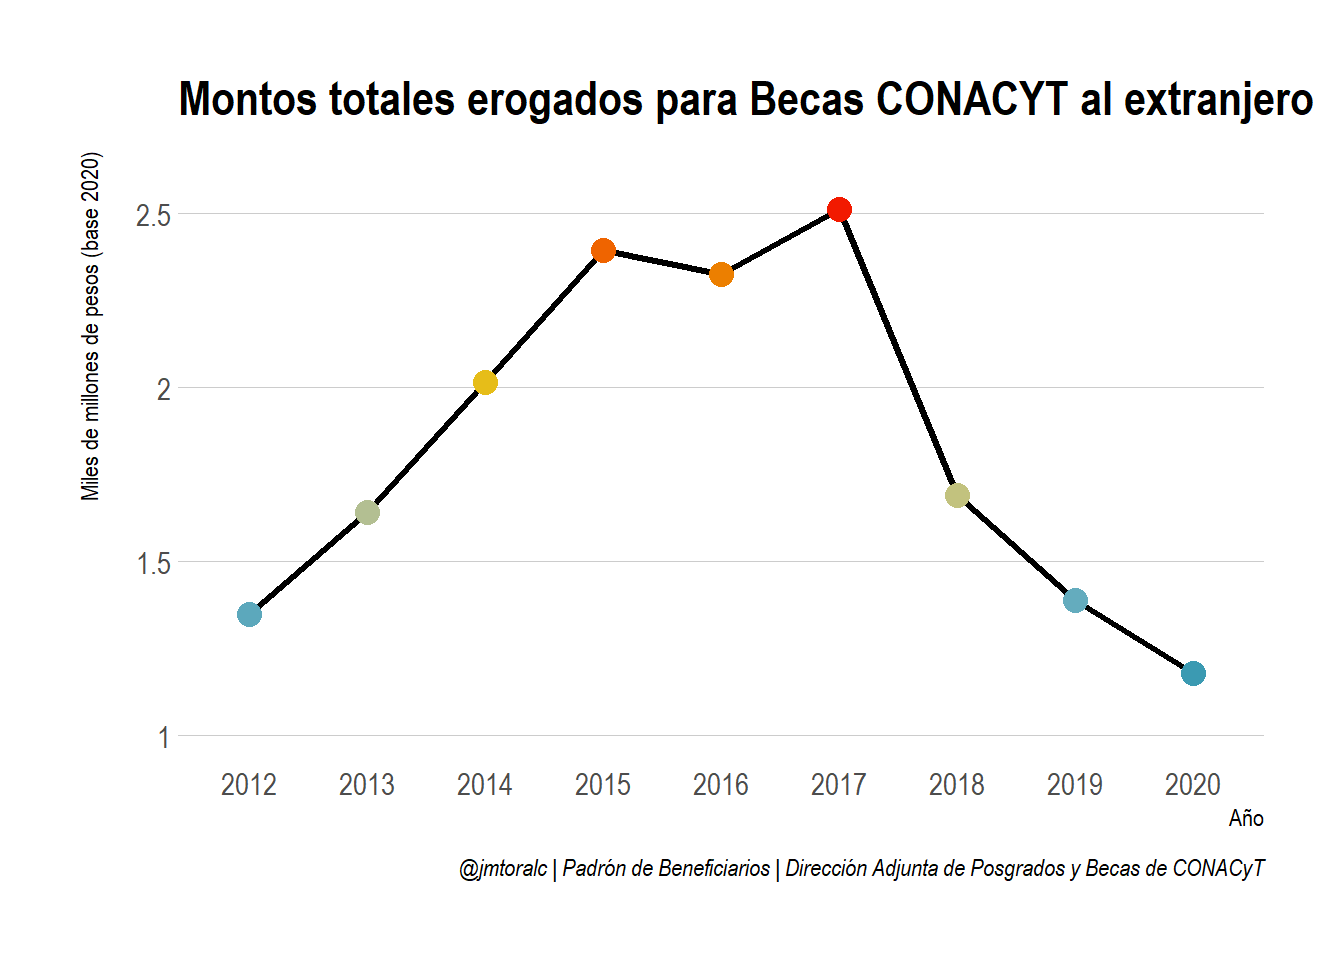 Montos totales erogados para Becas CONACYT al extranjero
Miles de millones de pesos (base 2020)
2.5
2
1.5
1
2012 2013 2014 2015 2016 2017 2018 2019 2020
Año
@jmtoralc | Padrón de Beneficiarios | Dirección Adjunta de Posgrados y Becas de CONACyT